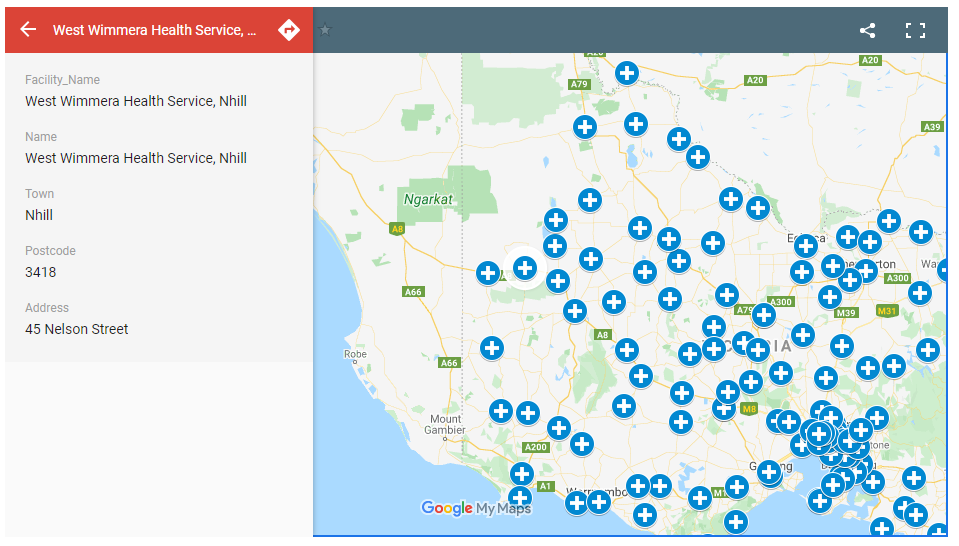 West Wimmera Health Service, ...
Facility_Name
West Wimmera Health Service, Nhill
Name
West Wimmera Health Service, Nhill
Town
Nhill
Postcode
3418
Address
45 Nelson Street
A20
A79
A20
A39
Ngarkat
A8
A66
A300
A300
A79
M39
M31
A8
Robe
A66
M8
Mount
Gambier
A200
A1
M1
Google My Maps